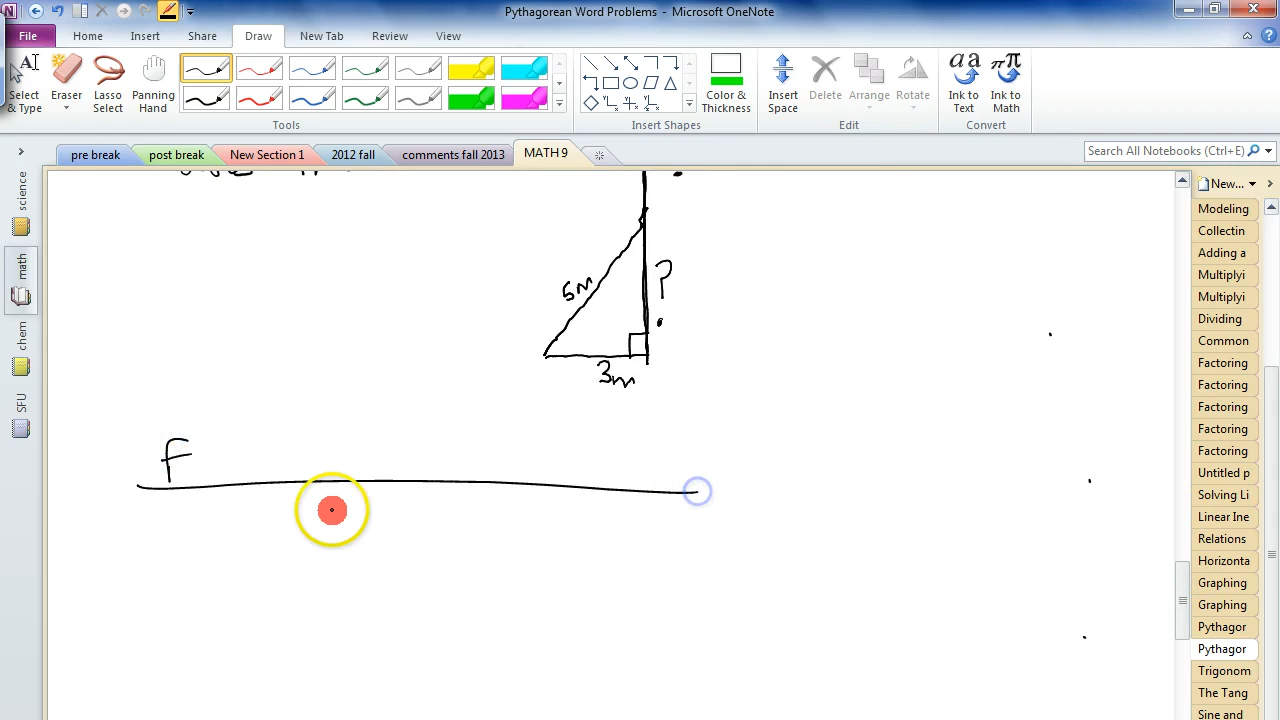 Pythagorean Word Problems - Microsoft OneNote
File Home Insert Share Draw New Tab Review View
Select & Type
Eraser
Lasso Select
Panning Hand
Color & Thickness
Insert Space
Delete
Arrange
Rotate
Ink to Text
Ink to Math
Tools
Insert Shapes
Edit
Convert
pre break
post break
New Section 1
2012 fall
comments fall 2013
MATH 9
Search All Notebooks (Ctrl+E)
science
math
chem
SFU
New...
Modeling
Collectin
Adding a
Multiplyi
Multiplyi
Dividing
Common
Factoring
Factoring
Factoring
Factoring
Factoring
Untitled p
Solving Li
Linear Ine
Relations
Horizonta
Graphing
Graphing
Pythagor
Pythagor
Trigonom
The Tang
Sine and
5m
?
3m
F